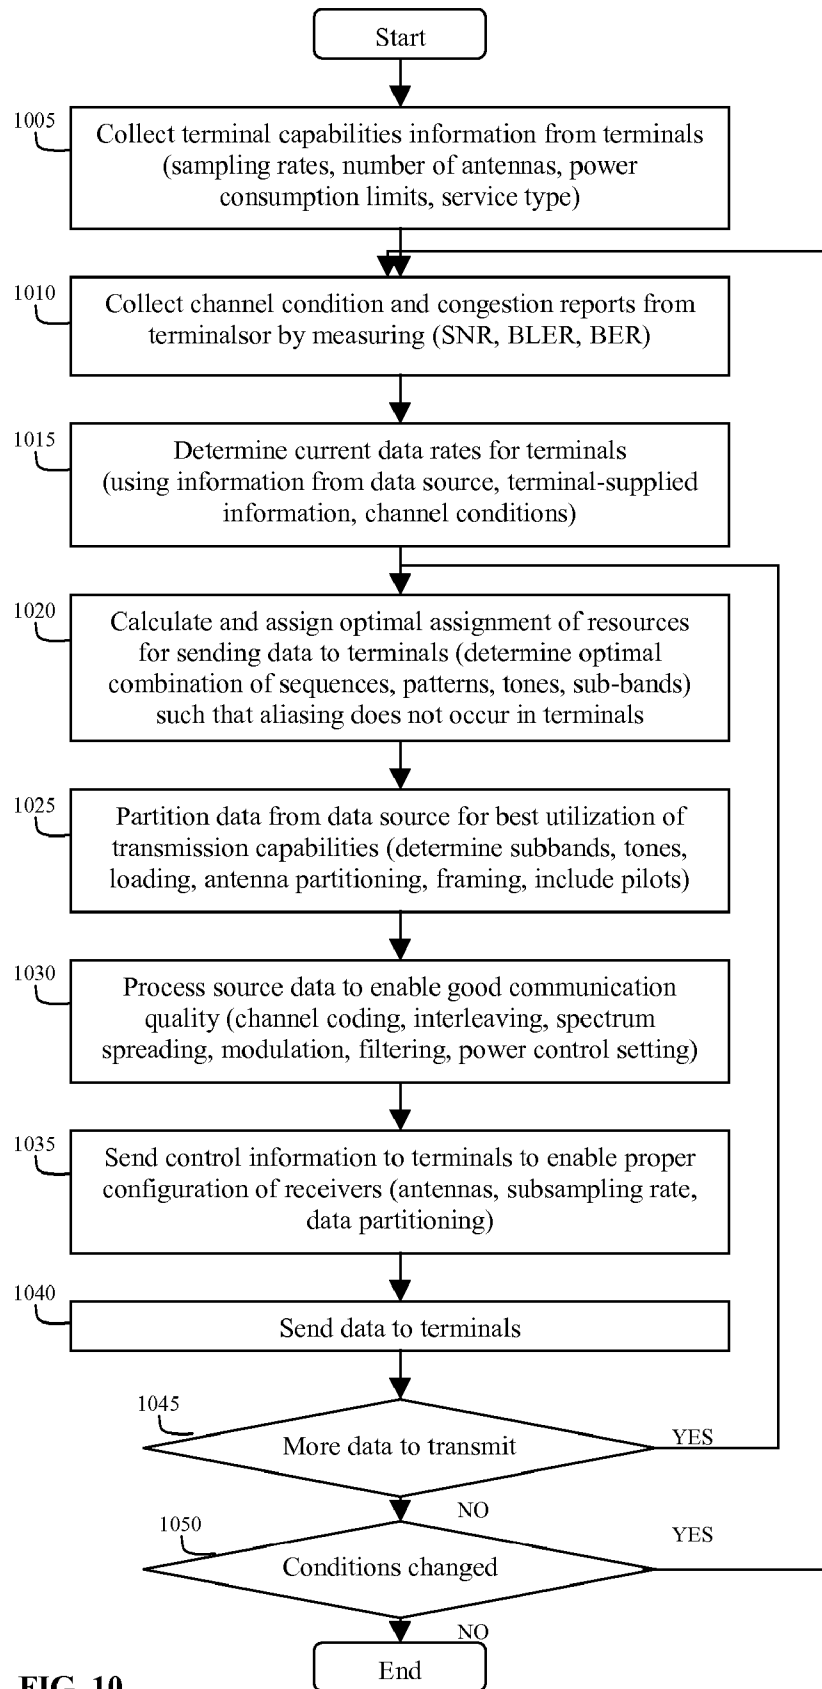 Start
1005
Collect terminal capabilities information from terminals
(sampling rates, number of antennas, power
consumption limits, service type)
1010
Collect channel condition and congestion reports from
terminalsor by measuring (SNR, BLER, BER)
1015
Determine current data rates for terminals
(using information from data source, terminal-supplied
information, channel conditions)
1020
Calculate and assign optimal assignment of resources
for sending data to terminals (determine optimal
combination of sequences, patterns, tones, sub-bands)
such that aliasing does not occur in terminals
1025
Partition data from data source for best utilization of
transmission capabilities (determine subbands, tones,
loading, antenna partitioning, framing, include pilots)
1030
Process source data to enable good communication
quality (channel coding, interleaving, spectrum
spreading, modulation, filtering, power control setting)
1035
Send control information to terminals to enable proper
configuration of receivers (antennas, subsampling rate,
data partitioning)
1040
Send data to terminals
1045
More data to transmit
YES
NO
1050
Conditions changed
YES
NO
End
FIG. 10